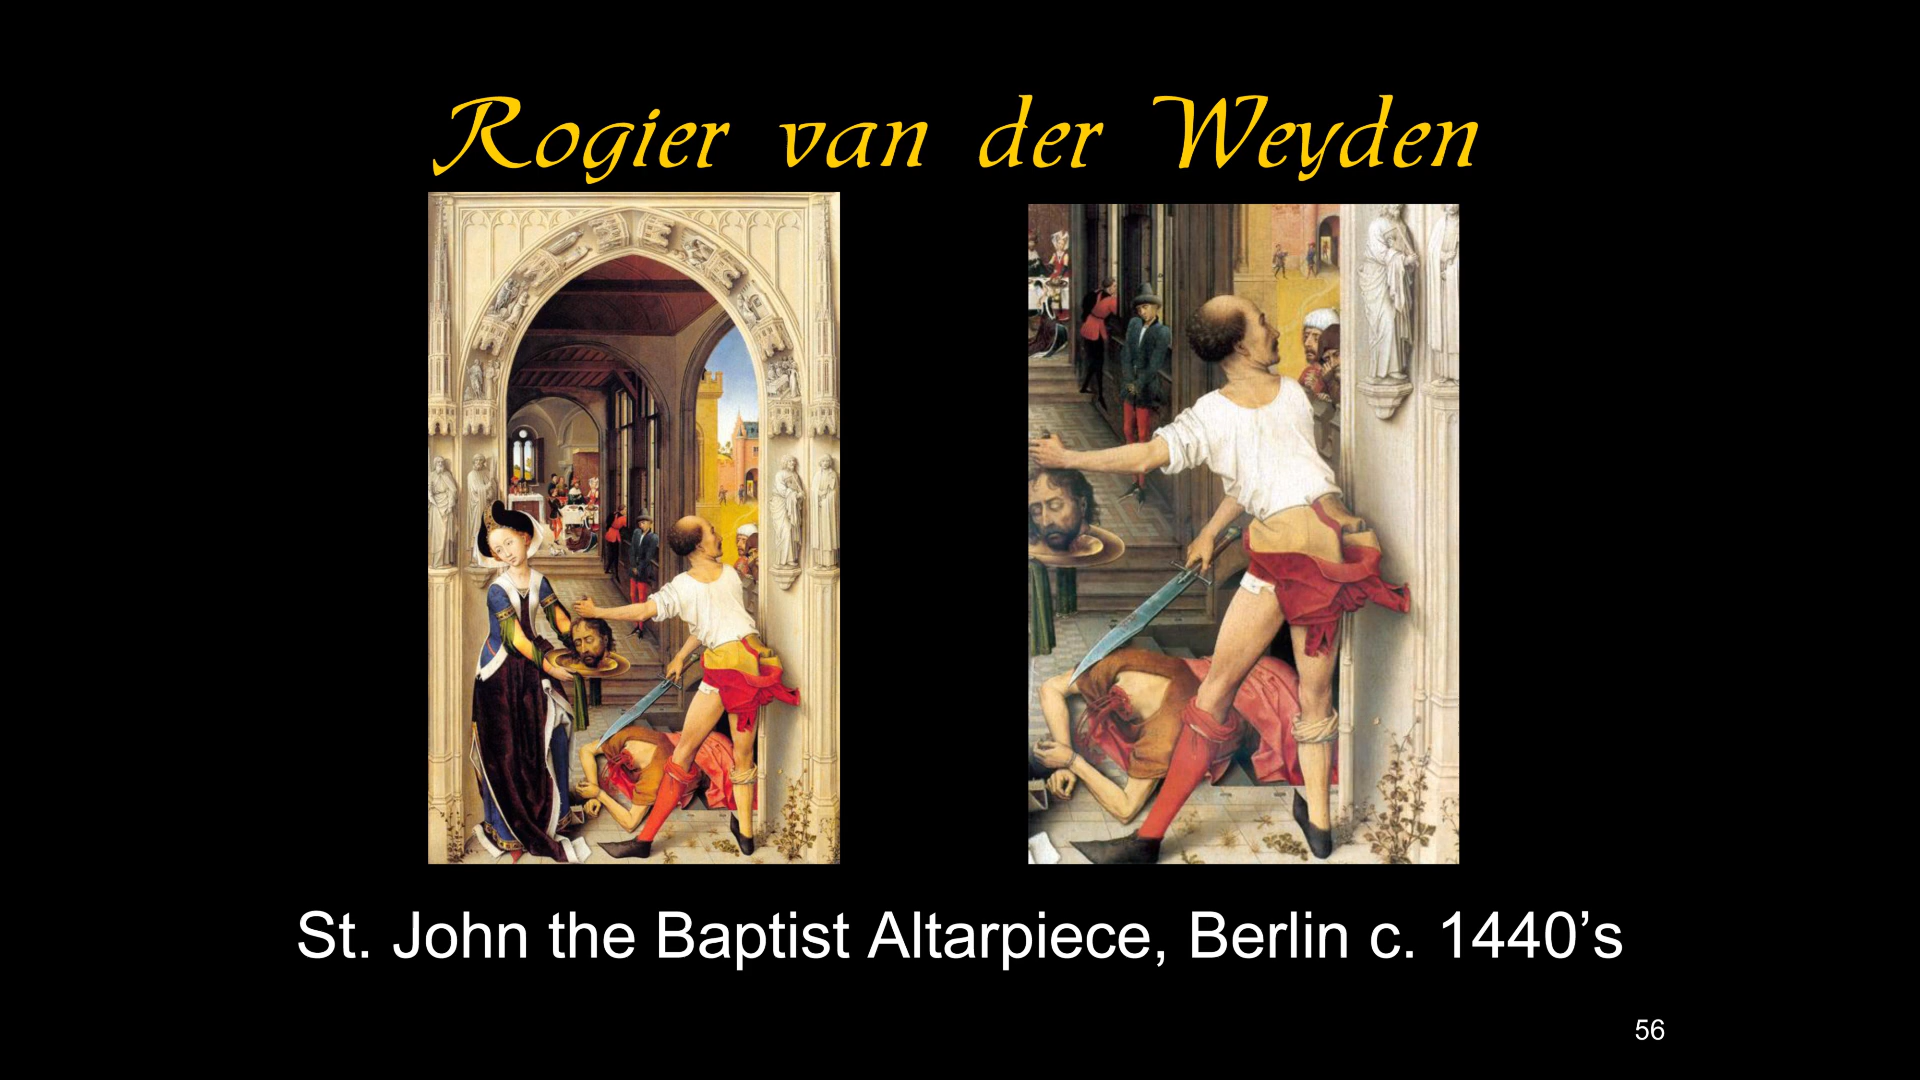 Rogier van der Weyden
St. John the Baptist Altarpiece, Berlin c. 1440’s
56